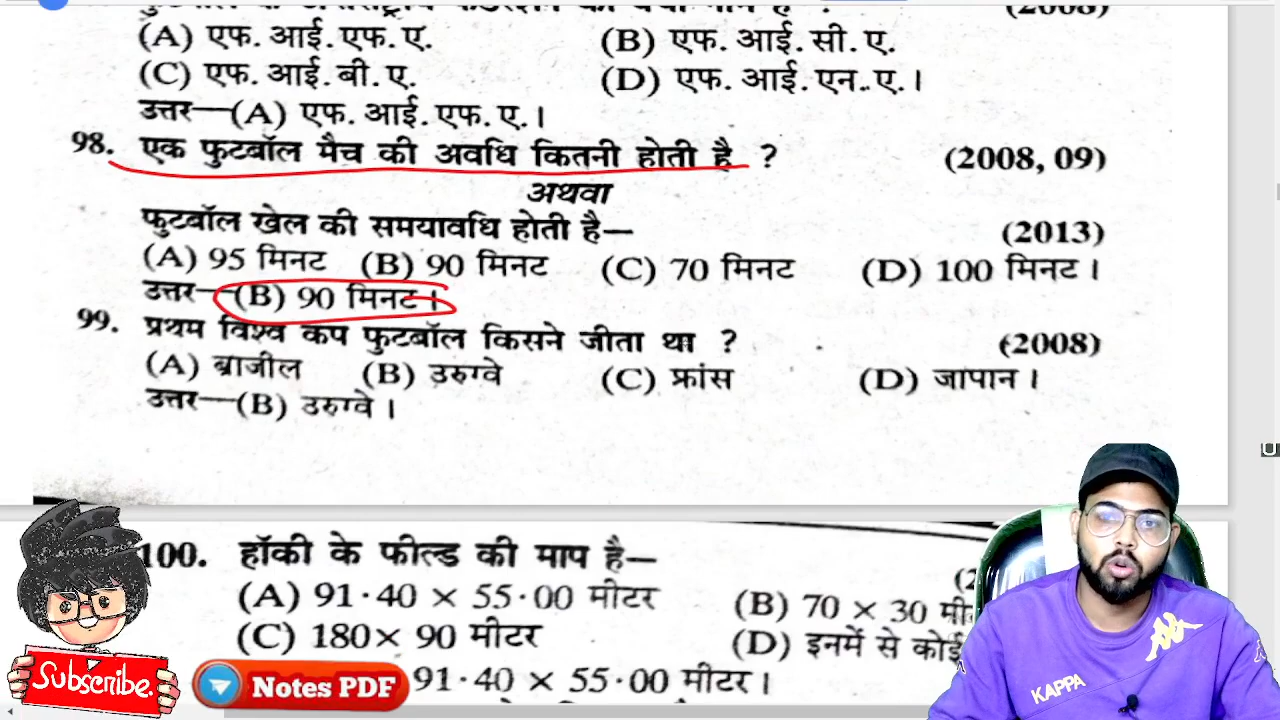 (A) एफ. आई. एफ. ए. (B) एफ. आई. सी. ए.
(C) एफ. आई. बी. ए. (D) एफ. आई. एन. ए.।
उत्तर—(A) एफ. आई. एफ. ए.।
98. एक फुटबॉल मैच की अवधि कितनी होती है ? (2008, 09)
अथवा
फुटबॉल खेल की समयावधि होती है— (2013)
(A) 95 मिनट (B) 90 मिनट (C) 70 मिनट (D) 100 मिनट।
उत्तर—(B) 90 मिनट।
99. प्रथम विश्व कप फुटबॉल किसने जीता था ? (2008)
(A) ब्राजील (B) उरुग्वे (C) फ्रांस (D) जापान।
उत्तर—(B) उरुग्वे।
100. हॉकी के फील्ड की माप है—
(A) 91·40 × 55·00 मीटर (B) 70 × 30
(C) 180× 90 मीटर (D) इनमें से कोई
91·40 × 55·00 मीटर।
Subscribe.
Notes PDF
KAPPA